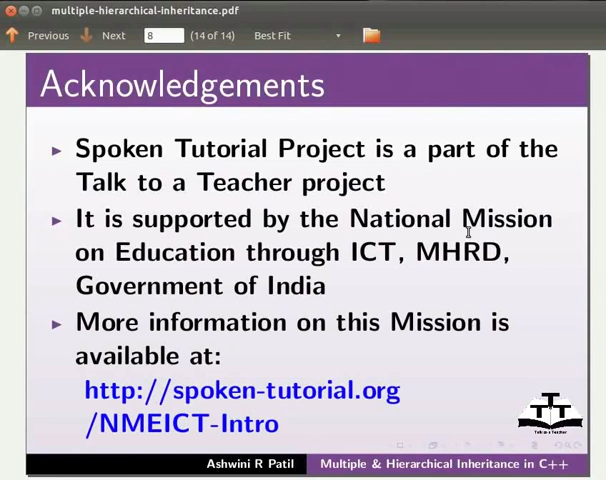 multiple-hierarchical-inheritance.pdf
Previous Next 8 (14 of 14) Best Fit
Acknowledgements
Spoken Tutorial Project is a part of the
Talk to a Teacher project
It is supported by the National Mission
on Education through ICT, MHRD,
Government of India
More information on this Mission is
available at:
http://spoken-tutorial.org
/NMEICT-Intro
Talk to a Teacher
Ashwini R Patil Multiple & Hierarchical Inheritance in C++